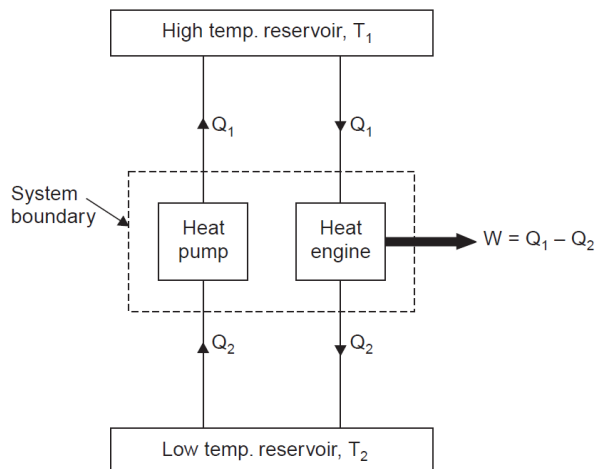 High temp. reservoir, T₁
Q₁
Q₁
System
boundary
Heat
pump
Heat
engine
W = Q₁ – Q₂
Q₂
Q₂
Low temp. reservoir, T₂